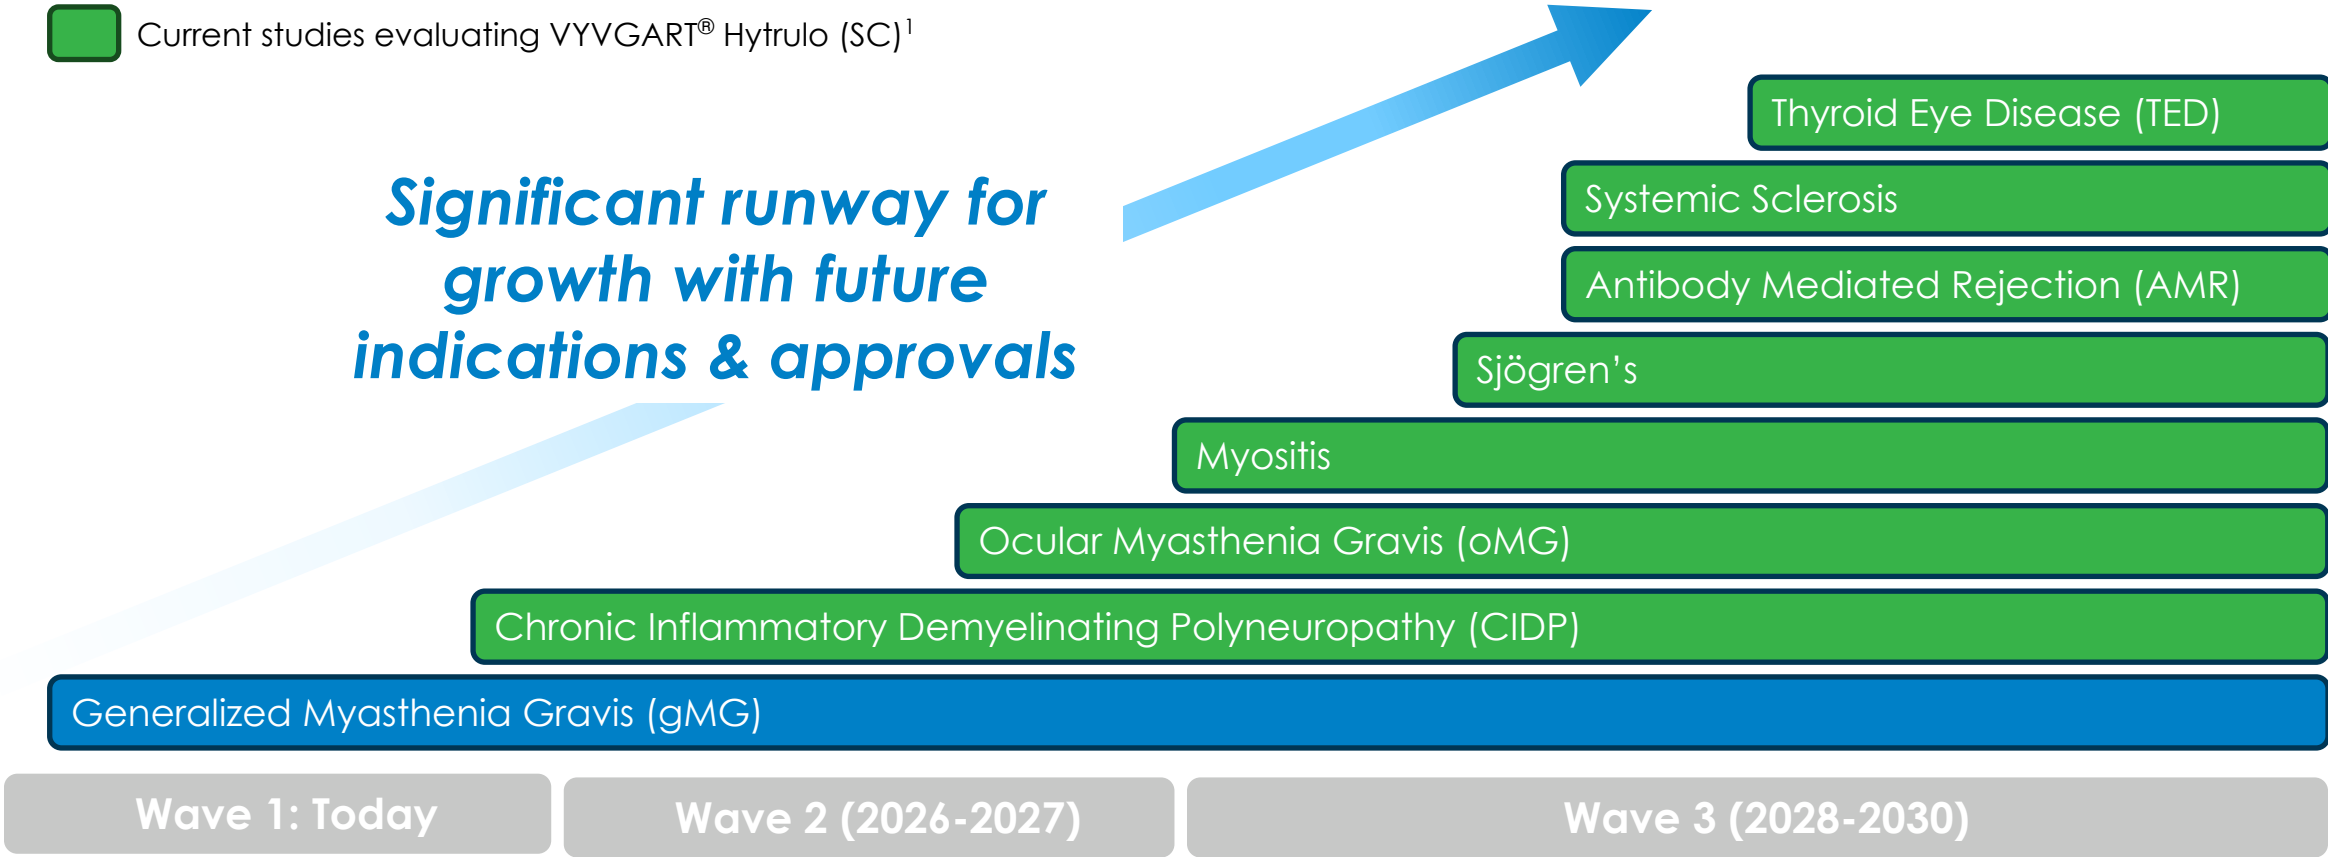 Current studies evaluating VYVGART® Hytrulo (SC)¹
Significant runway for
growth with future
indications & approvals
Thyroid Eye Disease (TED)
Systemic Sclerosis
Antibody Mediated Rejection (AMR)
Sjögren’s
Myositis
Ocular Myasthenia Gravis (oMG)
Chronic Inflammatory Demyelinating Polyneuropathy (CIDP)
Generalized Myasthenia Gravis (gMG)
Wave 1: Today
Wave 2 (2026-2027)
Wave 3 (2028-2030)